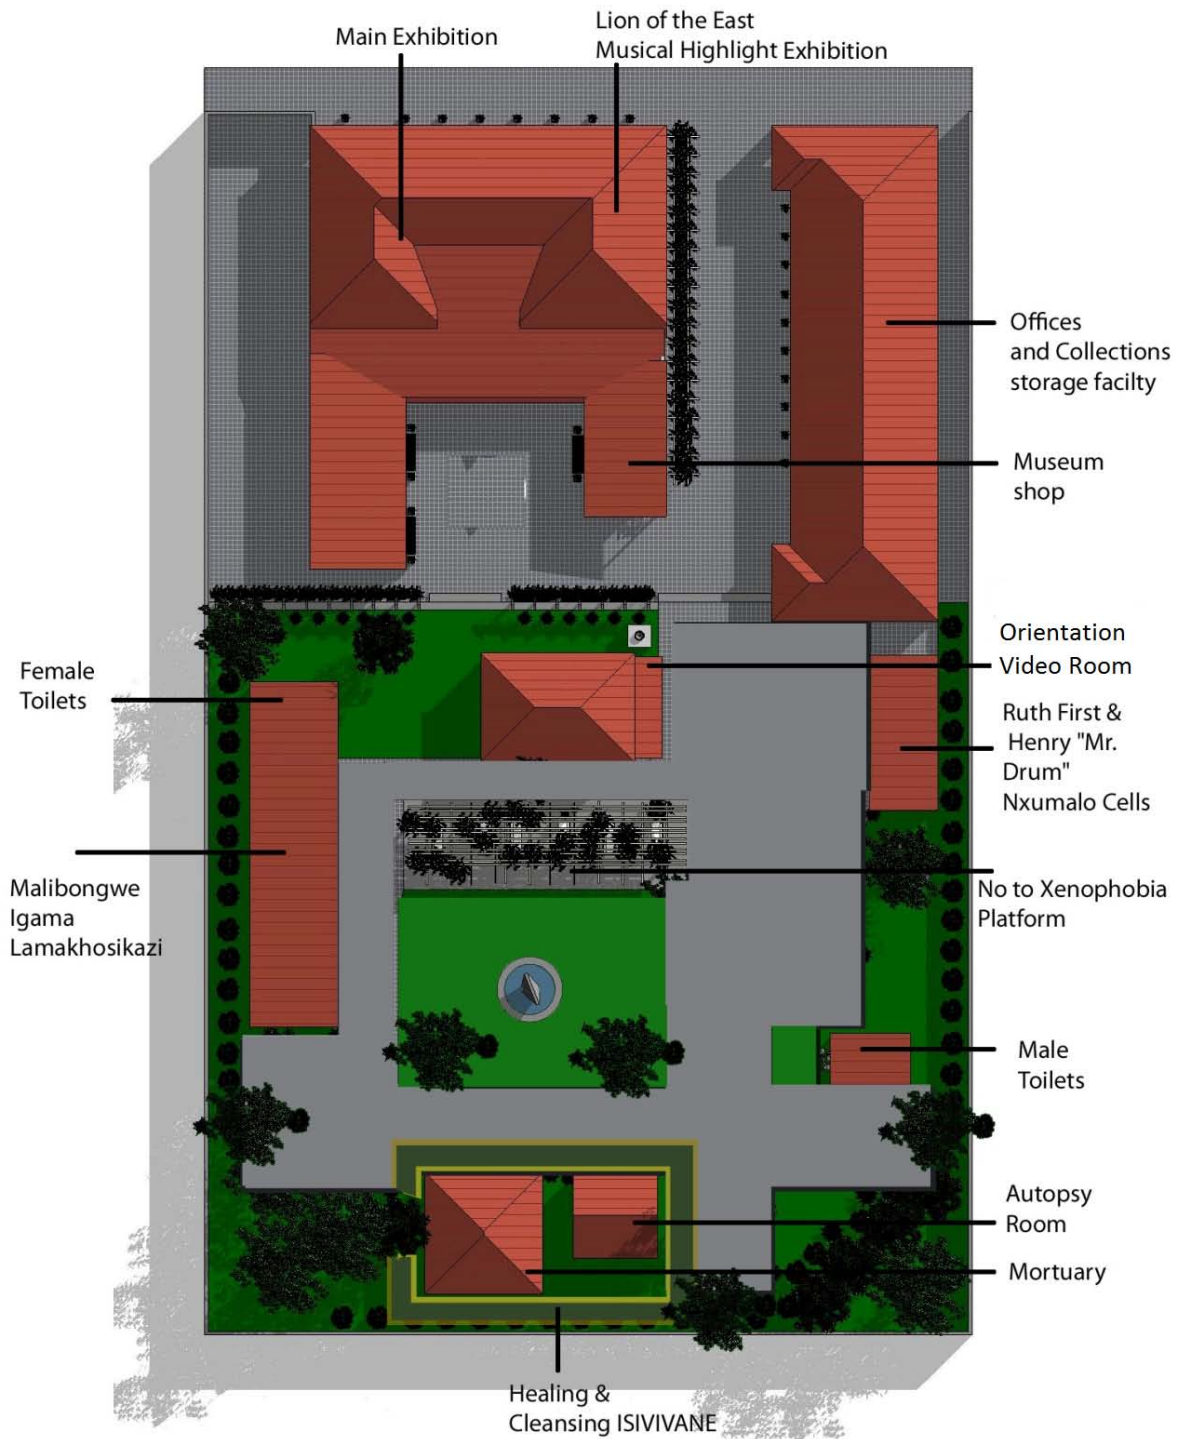 Main Exhibition
Lion of the East
Musical Highlight Exhibition
Offices
and Collections
storage facilty
Museum
shop
Orientation
Video Room
Female
Toilets
Ruth First &
Henry "Mr.
Drum"
Nxumalo Cells
Malibongwe
Igama
Lamakhosikazi
No to Xenophobia
Platform
Male
Toilets
Autopsy
Room
Mortuary
Healing &
Cleansing ISIVIVANE